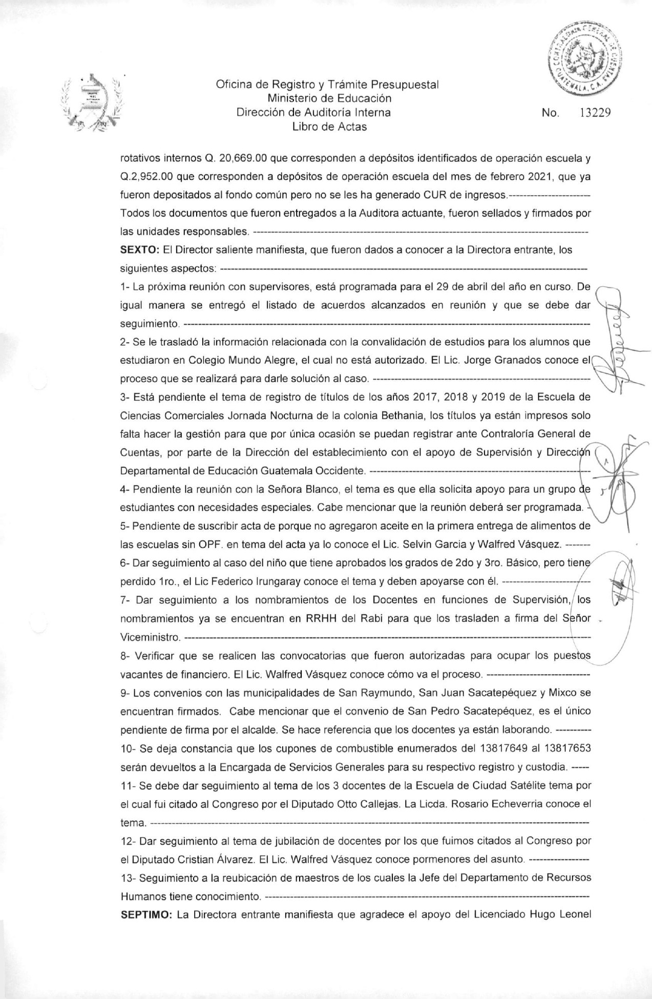 CONTRALORIA GENERAL DE CUENTAS
GUATEMALA, C.A.
Oficina de Registro y Trámite Presupuestal
Ministerio de Educación
Dirección de Auditoría Interna
No. 13229
Libro de Actas
rotativos internos Q. 20,669.00 que corresponden a depósitos identificados de operación escuela y
Q.2,952.00 que corresponden a depósitos de operación escuela del mes de febrero 2021, que ya
fueron depositados al fondo común pero no se les ha generado CUR de ingresos.-----------------------
Todos los documentos que fueron entregados a la Auditora actuante, fueron sellados y firmados por
las unidades responsables. ---------------------------------------------------------------------------------------------
SEXTO: El Director saliente manifiesta, que fueron dados a conocer a la Directora entrante, los
siguientes aspectos: ------------------------------------------------------------------------------------------------------
1- La próxima reunión con supervisores, está programada para el 29 de abril del año en curso. De
igual manera se entregó el listado de acuerdos alcanzados en reunión y que se debe dar
seguimiento. -----------------------------------------------------------------------------------------------------------------
2- Se le trasladó la información relacionada con la convalidación de estudios para los alumnos que
estudiaron en Colegio Mundo Alegre, el cual no está autorizado. El Lic. Jorge Granados conoce el
proceso que se realizará para darle solución al caso. -------------------------------------------------------------
3- Está pendiente el tema de registro de títulos de los años 2017, 2018 y 2019 de la Escuela de
Ciencias Comerciales Jornada Nocturna de la colonia Bethania, los títulos ya están impresos solo
falta hacer la gestión para que por única ocasión se puedan registrar ante Contraloría General de
Cuentas, por parte de la Dirección del establecimiento con el apoyo de Supervisión y Dirección
Departamental de Educación Guatemala Occidente. --------------------------------------------------------------
4- Pendiente la reunión con la Señora Blanco, el tema es que ella solicita apoyo para un grupo de
estudiantes con necesidades especiales. Cabe mencionar que la reunión deberá ser programada. -
5- Pendiente de suscribir acta de porque no agregaron aceite en la primera entrega de alimentos de
las escuelas sin OPF. en tema del acta ya lo conoce el Lic. Selvin Garcia y Walfred Vásquez. -------
6- Dar seguimiento al caso del niño que tiene aprobados los grados de 2do y 3ro. Básico, pero tiene
perdido 1ro., el Lic Federico Irungaray conoce el tema y deben apoyarse con él. -------------------------
7- Dar seguimiento a los nombramientos de los Docentes en funciones de Supervisión, los
nombramientos ya se encuentran en RRHH del Rabi para que los trasladen a firma del Señor
Viceministro. -----------------------------------------------------------------------------------------------------------------
8- Verificar que se realicen las convocatorias que fueron autorizadas para ocupar los puestos
vacantes de financiero. El Lic. Walfred Vásquez conoce cómo va el proceso. -----------------------------
9- Los convenios con las municipalidades de San Raymundo, San Juan Sacatepéquez y Mixco se
encuentran firmados. Cabe mencionar que el convenio de San Pedro Sacatepéquez, es el único
pendiente de firma por el alcalde. Se hace referencia que los docentes ya están laborando. ----------
10- Se deja constancia que los cupones de combustible enumerados del 13817649 al 13817653
serán devueltos a la Encargada de Servicios Generales para su respectivo registro y custodia. -----
11- Se debe dar seguimiento al tema de los 3 docentes de la Escuela de Ciudad Satélite tema por
el cual fui citado al Congreso por el Diputado Otto Callejas. La Licda. Rosario Echeverria conoce el
tema. --------------------------------------------------------------------------------------------------------------------------
12- Dar seguimiento al tema de jubilación de docentes por los que fuimos citados al Congreso por
el Diputado Cristian Álvarez. El Lic. Walfred Vásquez conoce pormenores del asunto. -----------------
13- Seguimiento a la reubicación de maestros de los cuales la Jefe del Departamento de Recursos
Humanos tiene conocimiento. ------------------------------------------------------------------------------------------
SEPTIMO: La Directora entrante manifiesta que agradece el apoyo del Licenciado Hugo Leonel